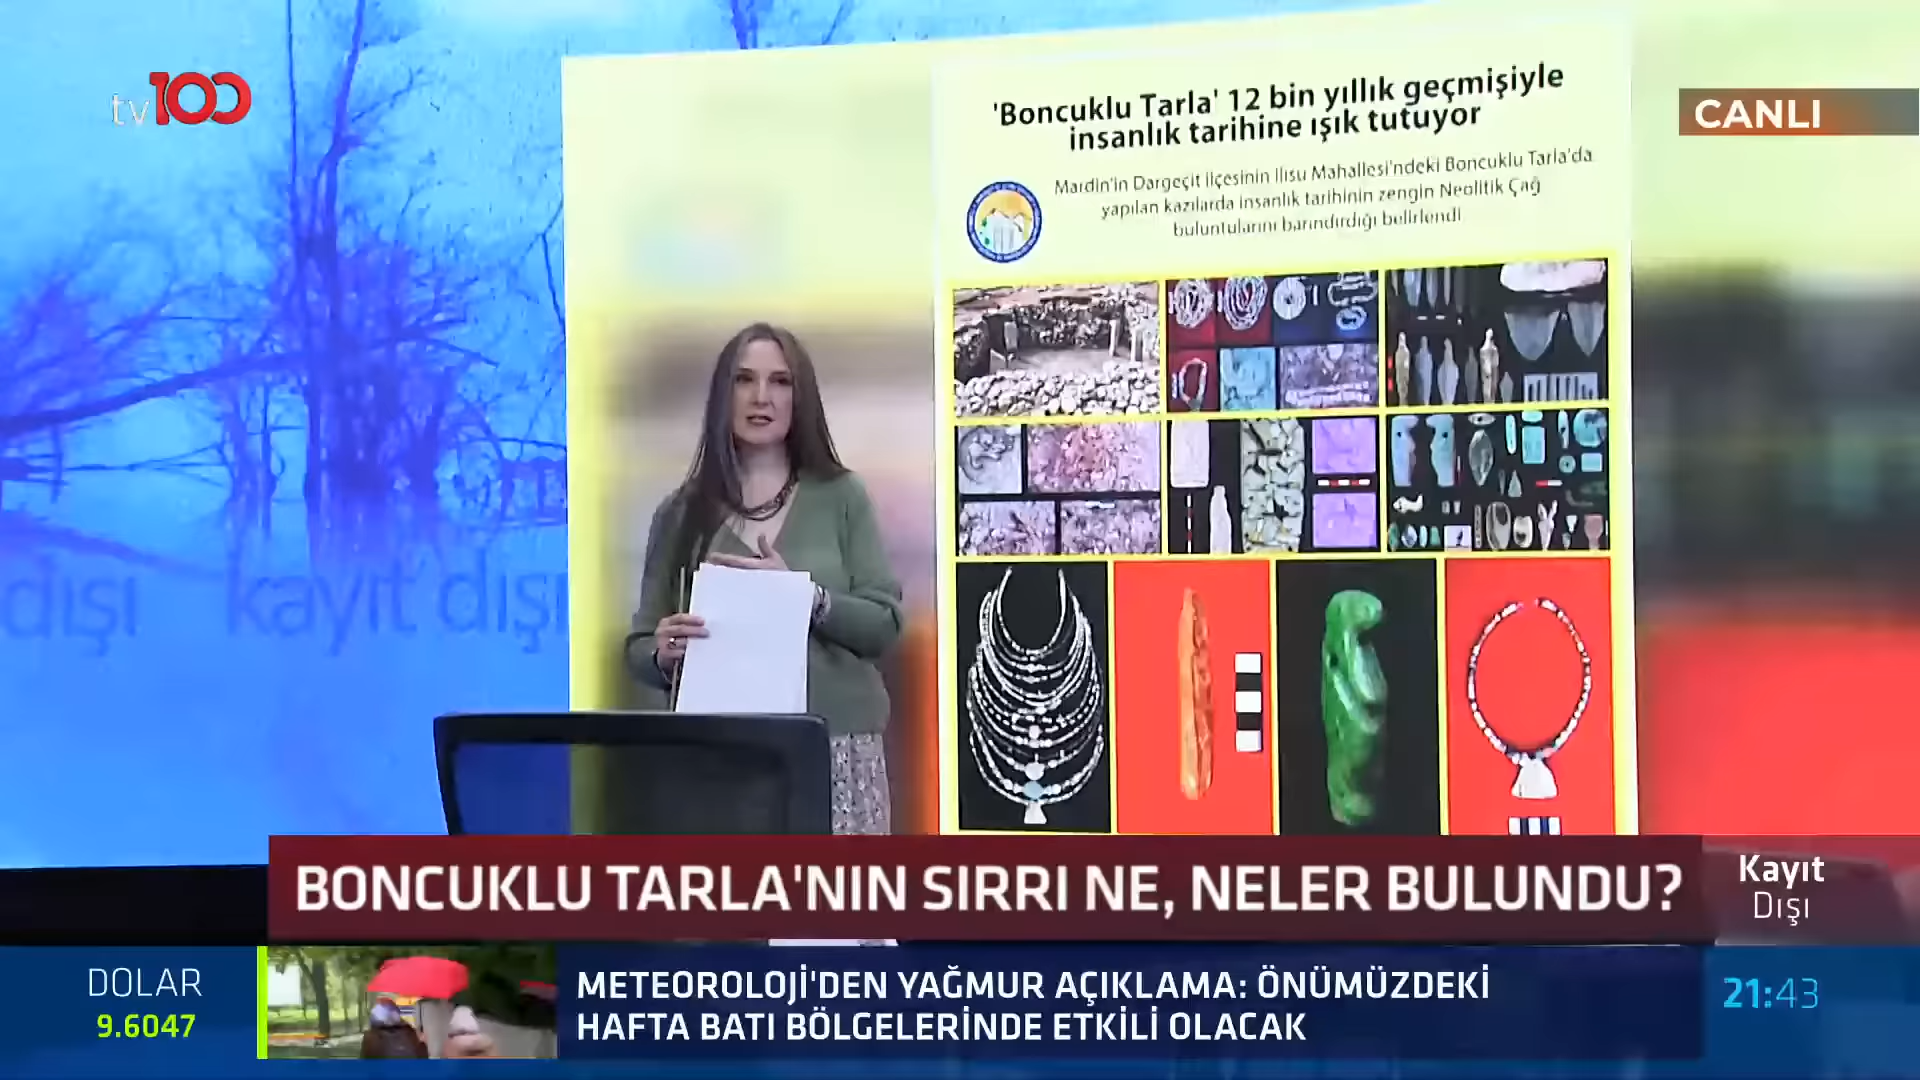 tv100
CANLI
'Boncuklu Tarla' 12 bin yıllık geçmişiyle
insanlık tarihine ışık tutuyor
Mardin'in Dargeçit ilçesinin Ilısu Mahallesi'ndeki Boncuklu Tarla'da
yapılan kazılarda insanlık tarihinin zengin Neolitik Çağ
buluntularını barındırdığı belirlendi.
dışı kayıt dışı
BONCUKLU TARLA'NIN SIRRI NE, NELER BULUNDU?
Kayıt
Dışı
DOLAR
9.6047
METEOROLOJİ'DEN YAĞMUR AÇIKLAMA: ÖNÜMÜZDEKİ
HAFTA BATI BÖLGELERİNDE ETKİLİ OLACAK
21:43